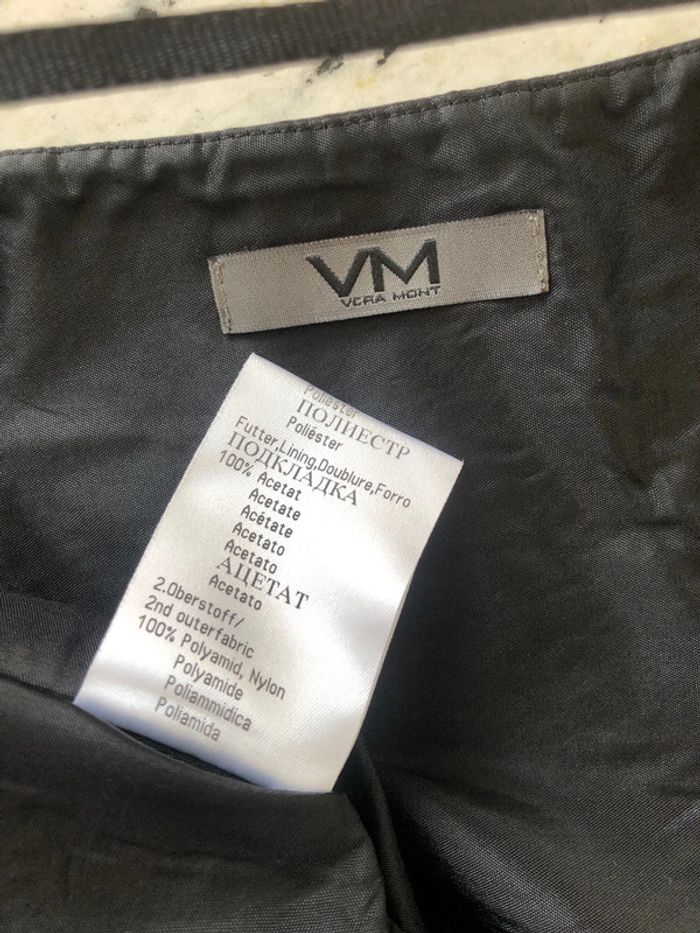 VM
VERA MONT
Poliester
ПОЛИЕСТР
Poliéster
Futter,Lining,Doublure,Forro
ПОДКЛАДКА
100% Acetat
Acetate
Acétate
Acetato
Acetato
АЦЕТАТ
Acetato
2.Oberstoff/
2nd outerfabric
100% Polyamid, Nylon
Polyamide
Poliammidica
Poliamida